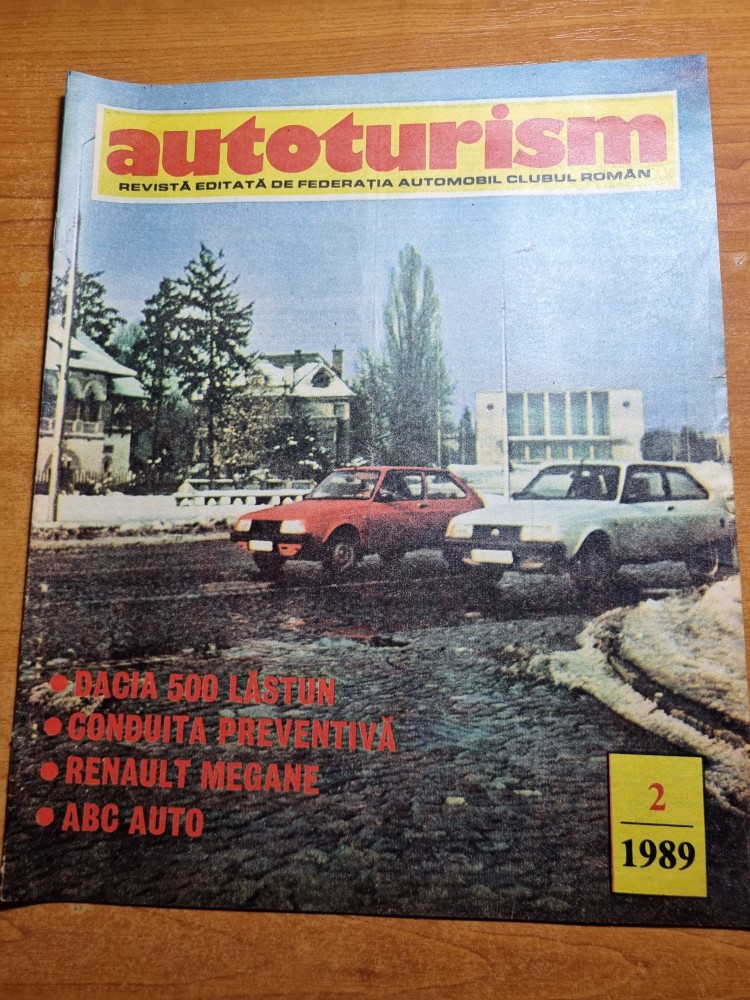 autoturism
REVISTĂ EDITATĂ DE FEDERAȚIA AUTOMOBIL CLUBUL ROMÂN
• DACIA 500 LĂSTUN
• CONDUITA PREVENTIVĂ
• RENAULT MEGANE
• ABC AUTO
2
1989